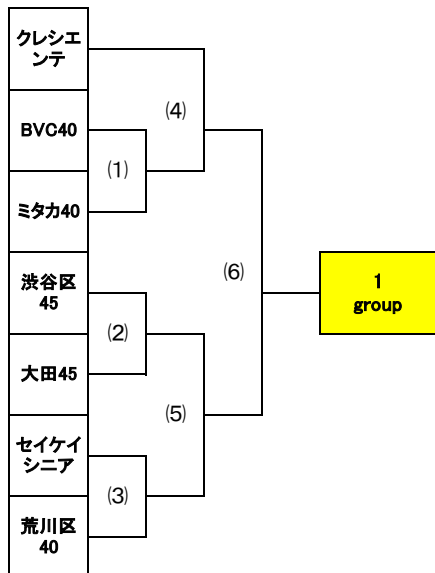 クレシエ
ンテ
BVC40
ミタカ40
渋谷区
45
大田45
セイケイ
シニア
荒川区
40
(1)
(2)
(3)
(4)
(5)
(6)
1
group